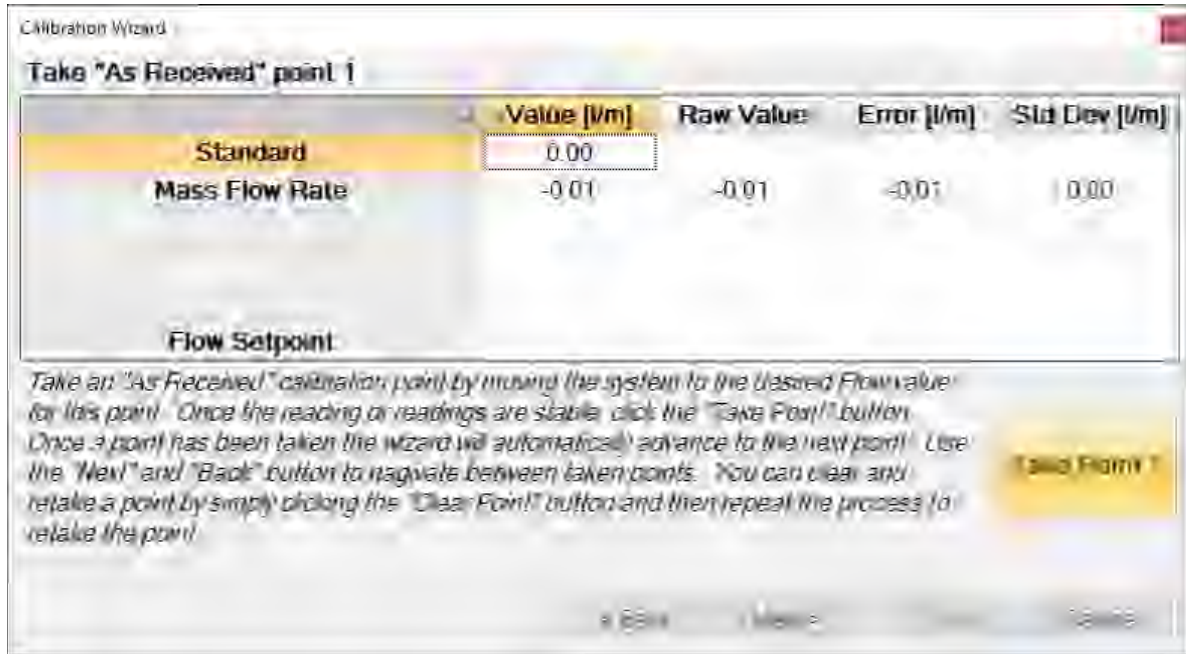 Calibration Wizard
Take "As Received" point 1
Value [l/m] Raw Value Error [l/m] Std Dev [l/m]
Standard 0.00
Mass Flow Rate -0.01 -0.01 -0.01 0.00
Flow Setpoint
Take an "As Received" calibration point by moving the system to the desired Flow value
for this point. Once the reading or readings are stable, click the "Take Point" button.
Once a point has been taken the wizard will automatically advance to the next point. Use
the "Next" and "Back" button to nagivate between taken points. You can clear and
retake a point by simply clicking the "Clear Point" button and then repeat the process to
retake the point.
Take Point 1
< Back